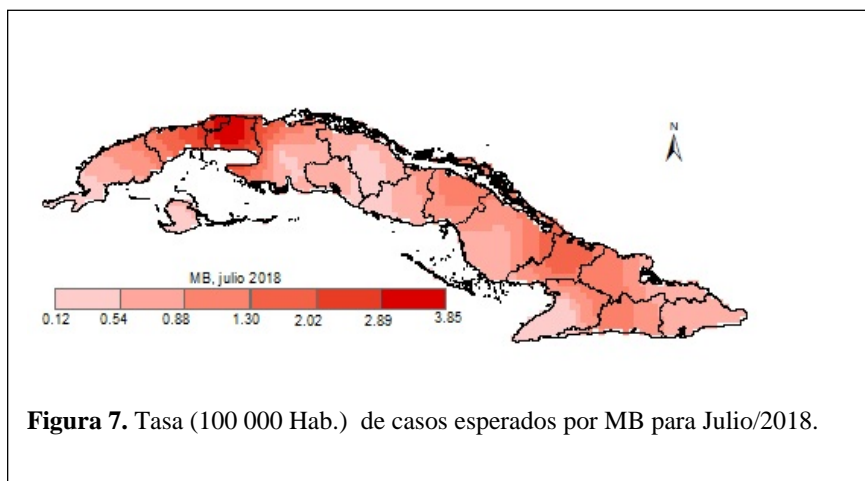 N
MB, julio 2018
0.12 0.54 0.88 1.30 2.02 2.89 3.85
Figura 7. Tasa (100 000 Hab.) de casos esperados por MB para Julio/2018.